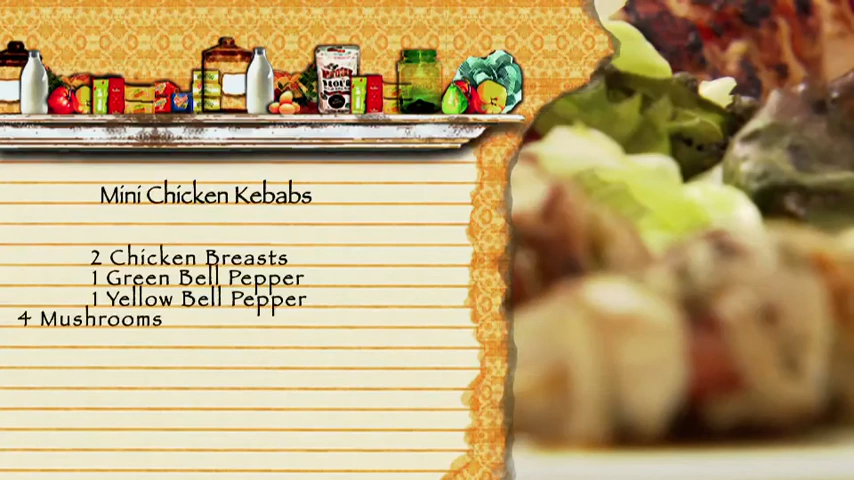 Mini Chicken Kebabs
2 Chicken Breasts
1 Green Bell Pepper
1 Yellow Bell Pepper
4 Mushrooms